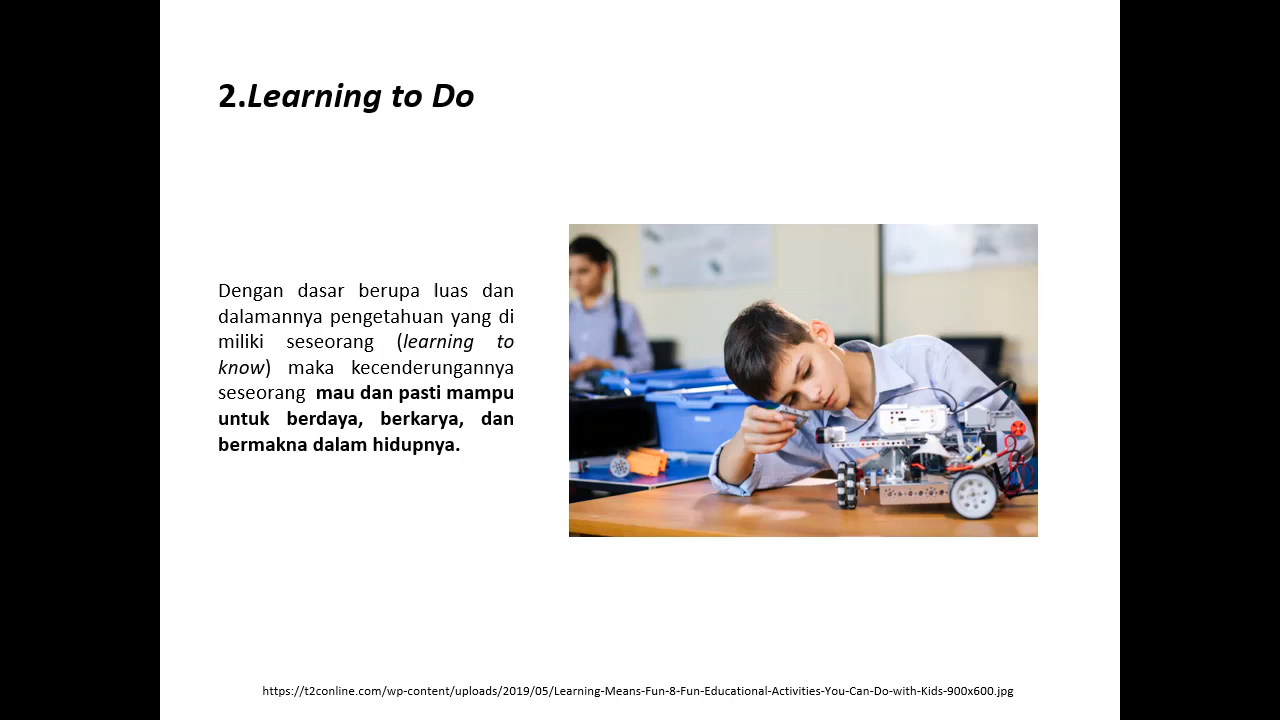 2.Learning to Do
Dengan dasar berupa luas dan
dalamannya pengetahuan yang di
miliki seseorang (learning to
know) maka kecenderungannya
seseorang mau dan pasti mampu
untuk berdaya, berkarya, dan
bermakna dalam hidupnya.
https://t2conline.com/wp-content/uploads/2019/05/Learning-Means-Fun-8-Fun-Educational-Activities-You-Can-Do-with-Kids-900x600.jpg